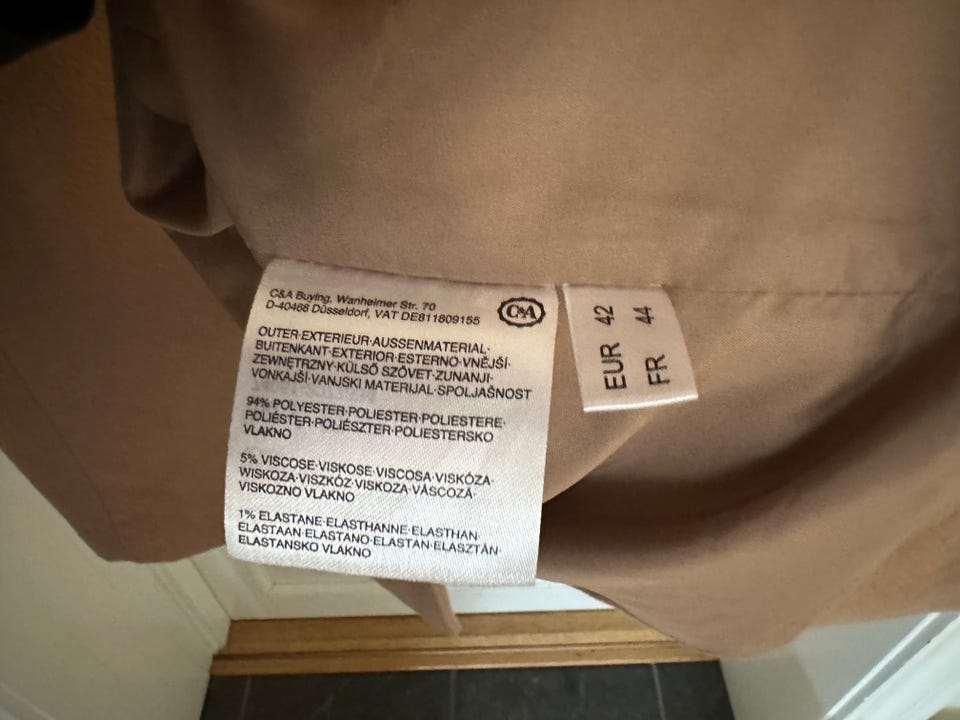 C&A Buying, Wanheimer Str. 70
D-40468 Düsseldorf, VAT DE811809155
C&A
OUTER·EXTERIEUR·AUSSENMATERIAL·
BUITENKANT·EXTERIOR·ESTERNO·VNĚJŠÍ·
ZEWNĘTRZNY·KÜLSŐ SZÖVET·ZUNANJI·
VONKAJŠÍ·VANJSKI MATERIJAL·SPOLJAŠNOST
94% POLYESTER·POLIESTER·POLIESTERE·
POLIÉSTER·POLIÉSZTER·POLIESTERSKO
VLAKNO
5% VISCOSE·VISKOSE·VISCOSA·VISKÓZA·
WISKOZA·VISZKÓZ·VISKOZA·VÂSCOZĂ·
VISKOZNO VLAKNO
1% ELASTANE·ELASTHANNE·ELASTHAN·
ELASTAAN·ELASTANO·ELASTAN·ELASZTÁN·
ELASTANSKO VLAKNO
EUR 42
FR 44